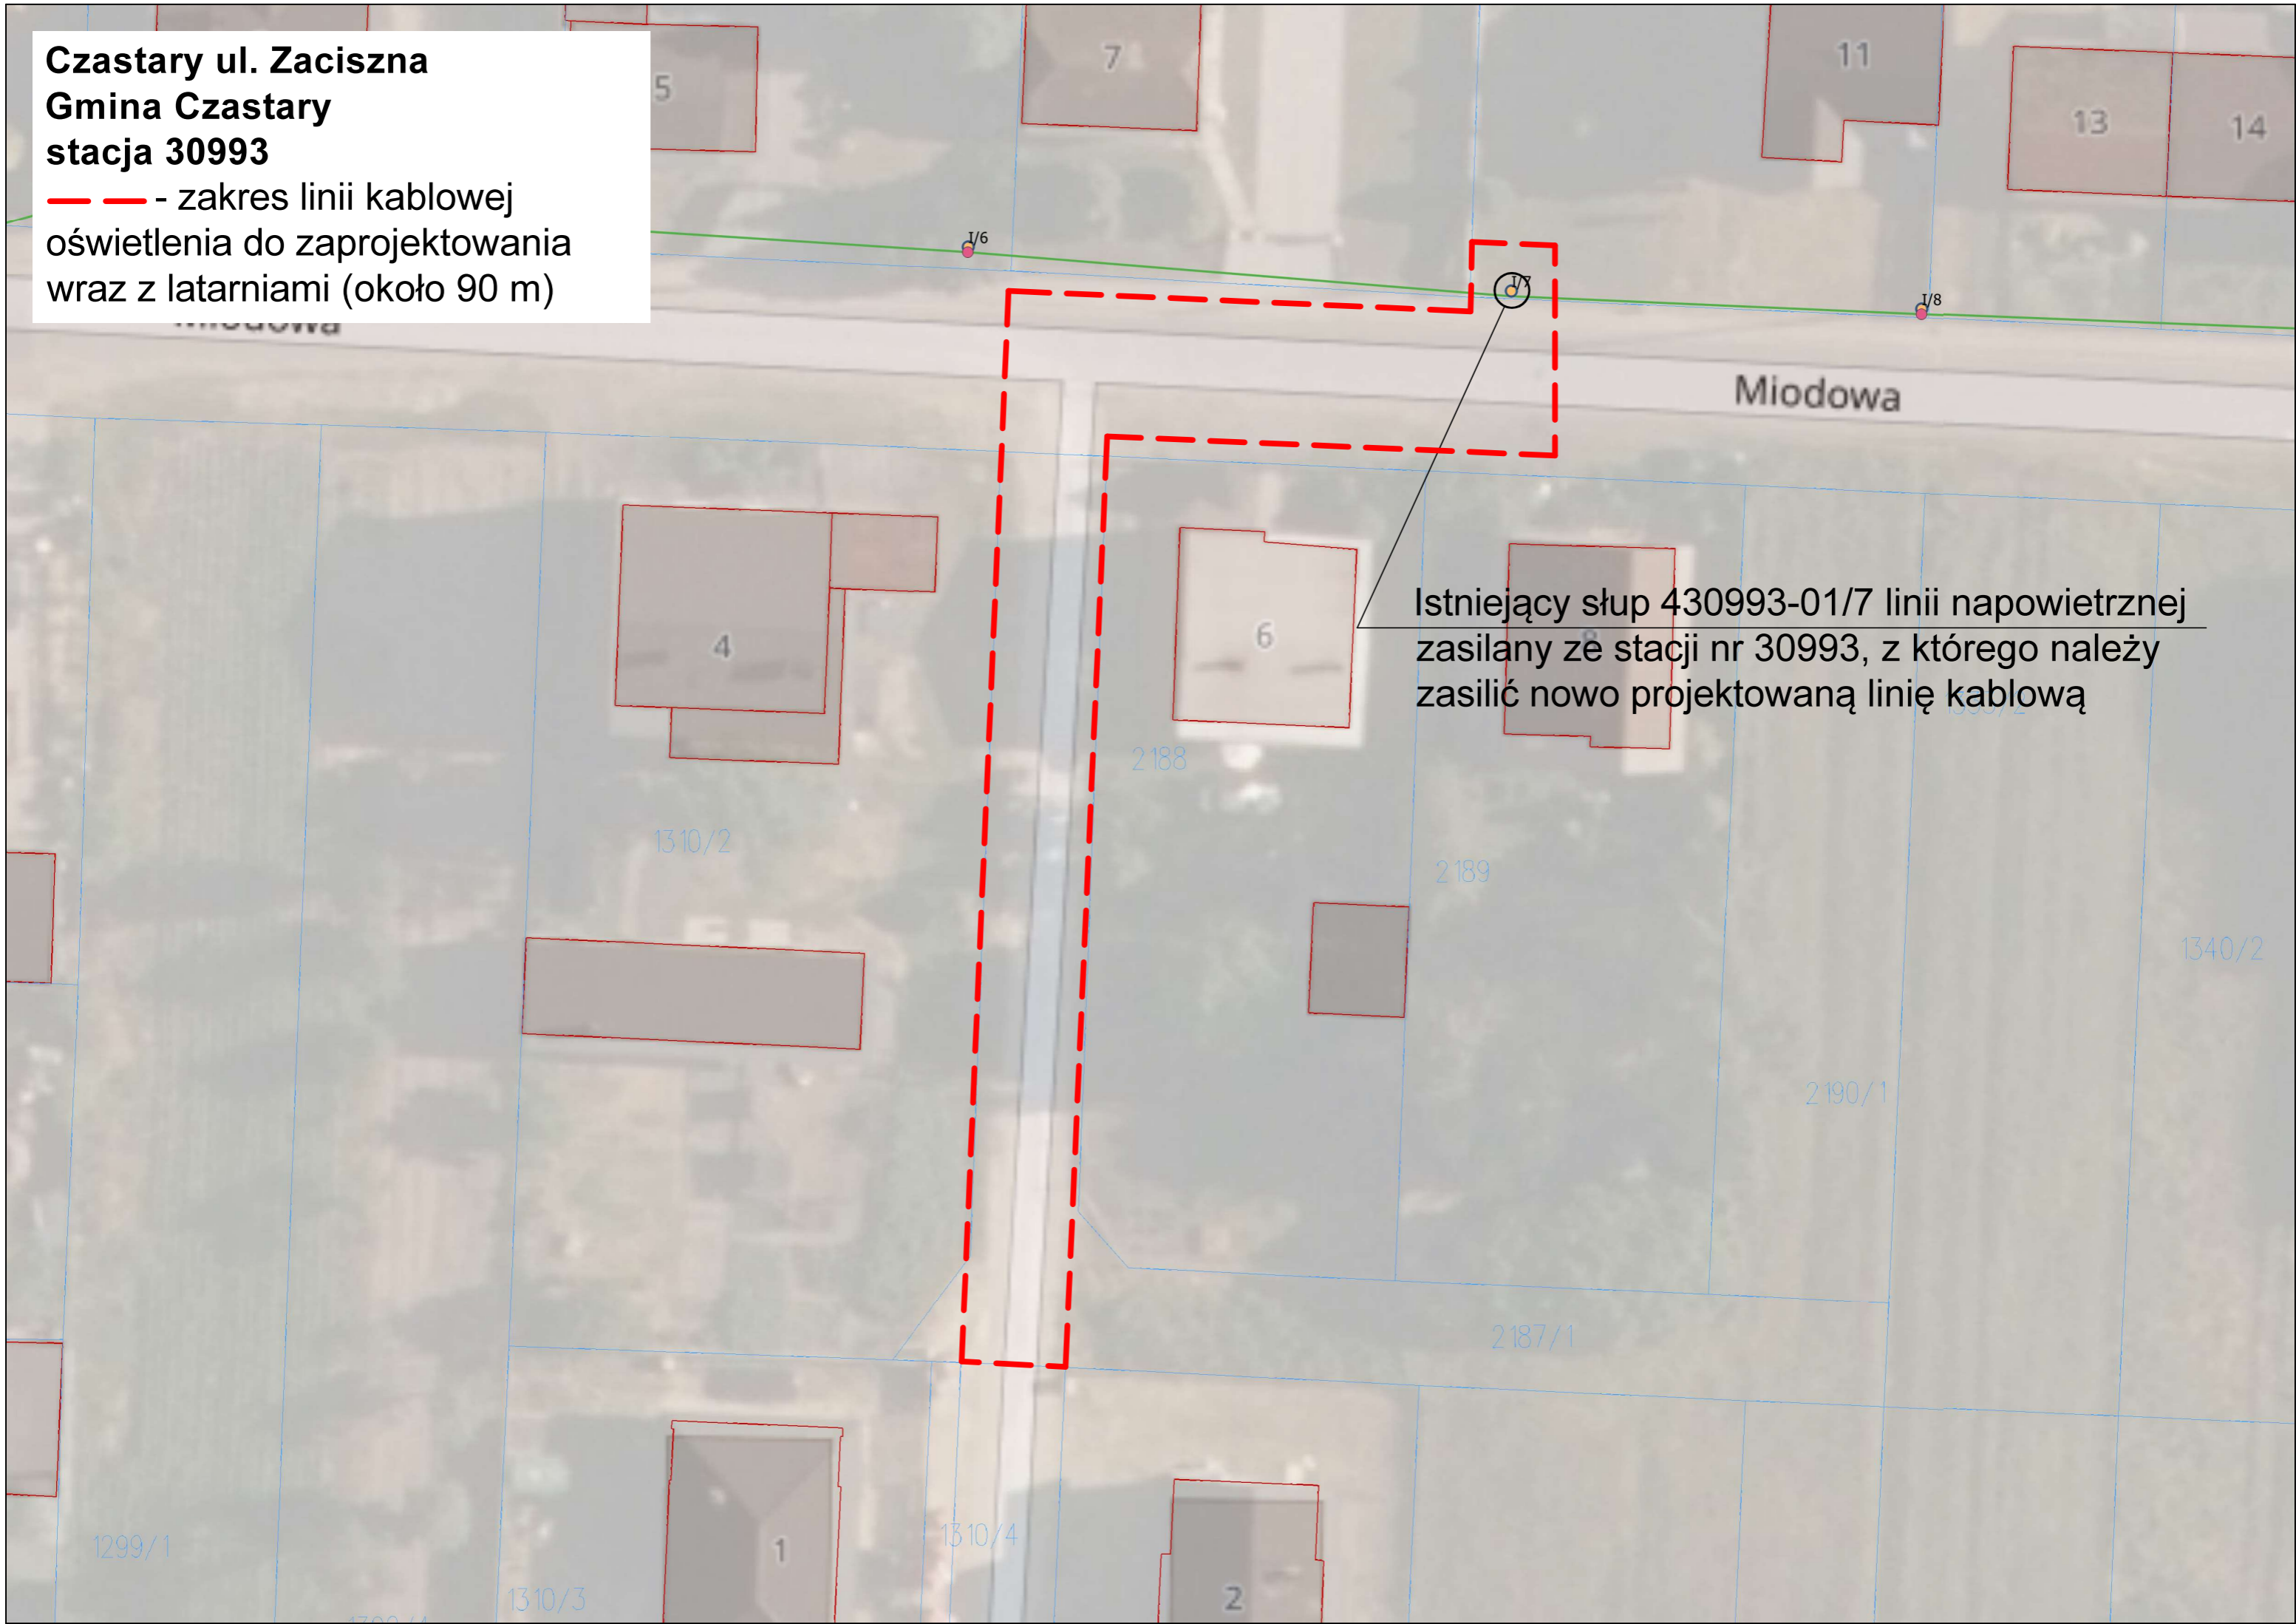 Czastary ul. Zaciszna
Gmina Czastary
stacja 30993
- zakres linii kablowej
oświetlenia do zaprojektowania
wraz z latarniami (około 90 m)
5
7
11
13
14
I/6
I/7
I/8
Miodowa
Miodowa
4
6
8
Istniejący słup 430993-01/7 linii napowietrznej
zasilany ze stacji nr 30993, z którego należy
zasilić nowo projektowaną linię kablową
2188
1310/2
2189
1340/2
2190/1
2187/1
1299/1
1
1310/4
1310/3
2